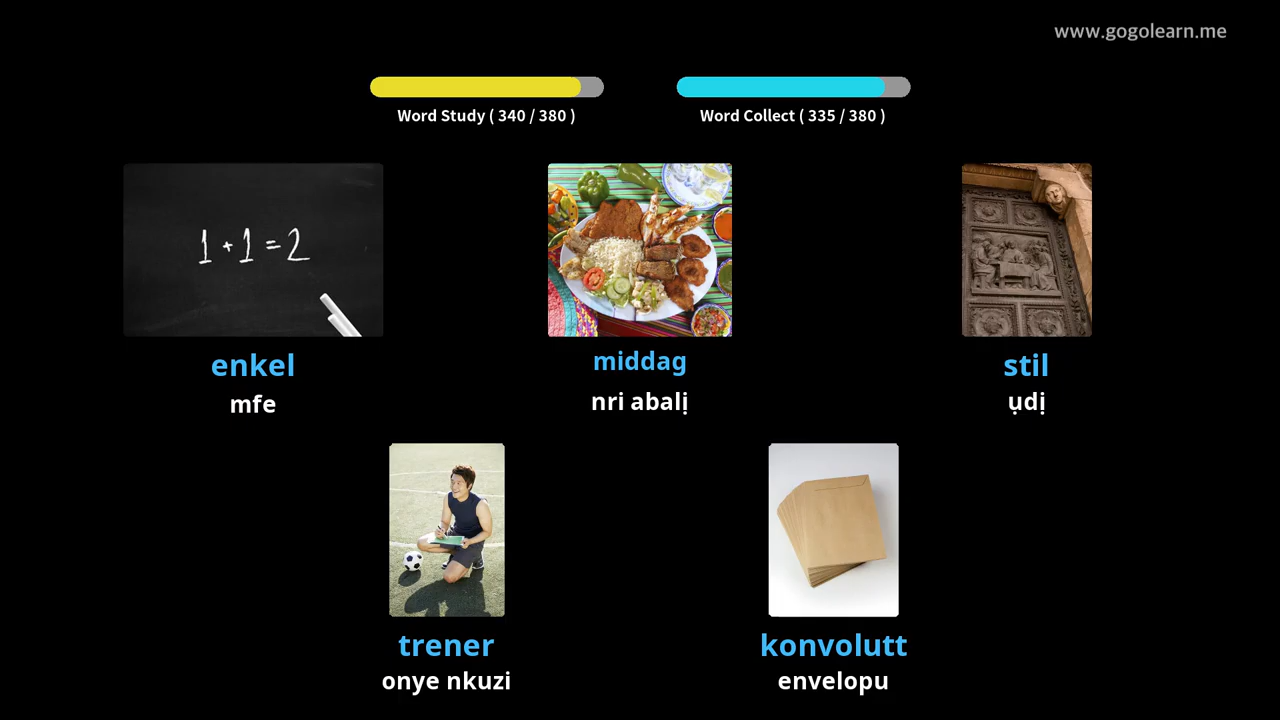 www.gogolearn.me
Word Study ( 340 / 380 )
Word Collect ( 335 / 380 )
1 + 1 = 2
enkel
mfe
middag
nri abalị
stil
ụdị
trener
onye nkuzi
konvolutt
envelopu